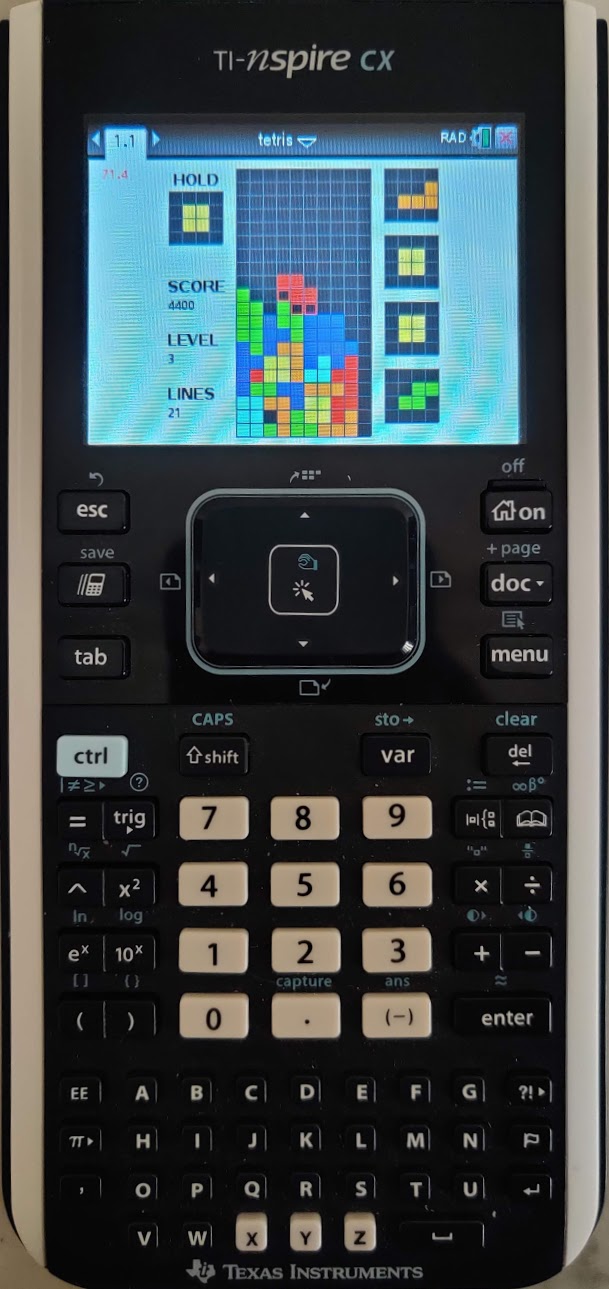 TI-nspire CX
1.1 tetris RAD
71.4
HOLD
SCORE
4400
LEVEL
3
LINES
21
off
esc on
save + page
doc
tab menu
CAPS sto→ clear
ctrl ⇧shift var del
|≠≥▸ ? := ∞β°
= trig 7 8 9 |□|{
ⁿ√x √ "□"
^ x² 4 5 6 × ÷
ln log
eˣ 10ˣ 1 2 3 + −
[ ] { } capture ans ≈
( ) 0 . (−) enter
EE A B C D E F G ?!▸
π▸ H I J K L M N
, O P Q R S T U ↵
V W X Y Z
TEXAS INSTRUMENTS